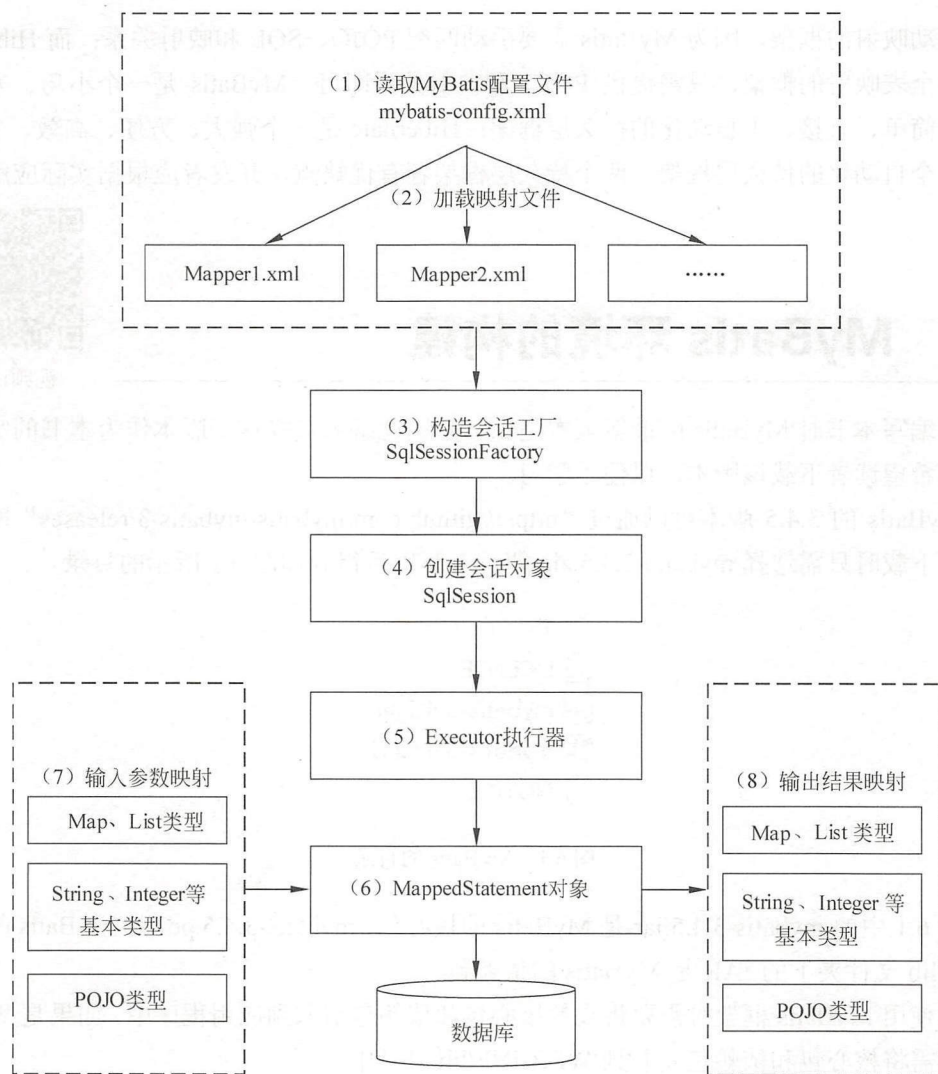 （1）读取MyBatis配置文件
mybatis-config.xml
（2）加载映射文件
Mapper1.xml
Mapper2.xml
……
（3）构造会话工厂
SqlSessionFactory
（4）创建会话对象
SqlSession
（5）Executor执行器
（7）输入参数映射
Map、List类型
String、Integer等
基本类型
POJO类型
（6）MappedStatement对象
（8）输出结果映射
Map、List 类型
String、Integer 等
基本类型
POJO类型
数据库